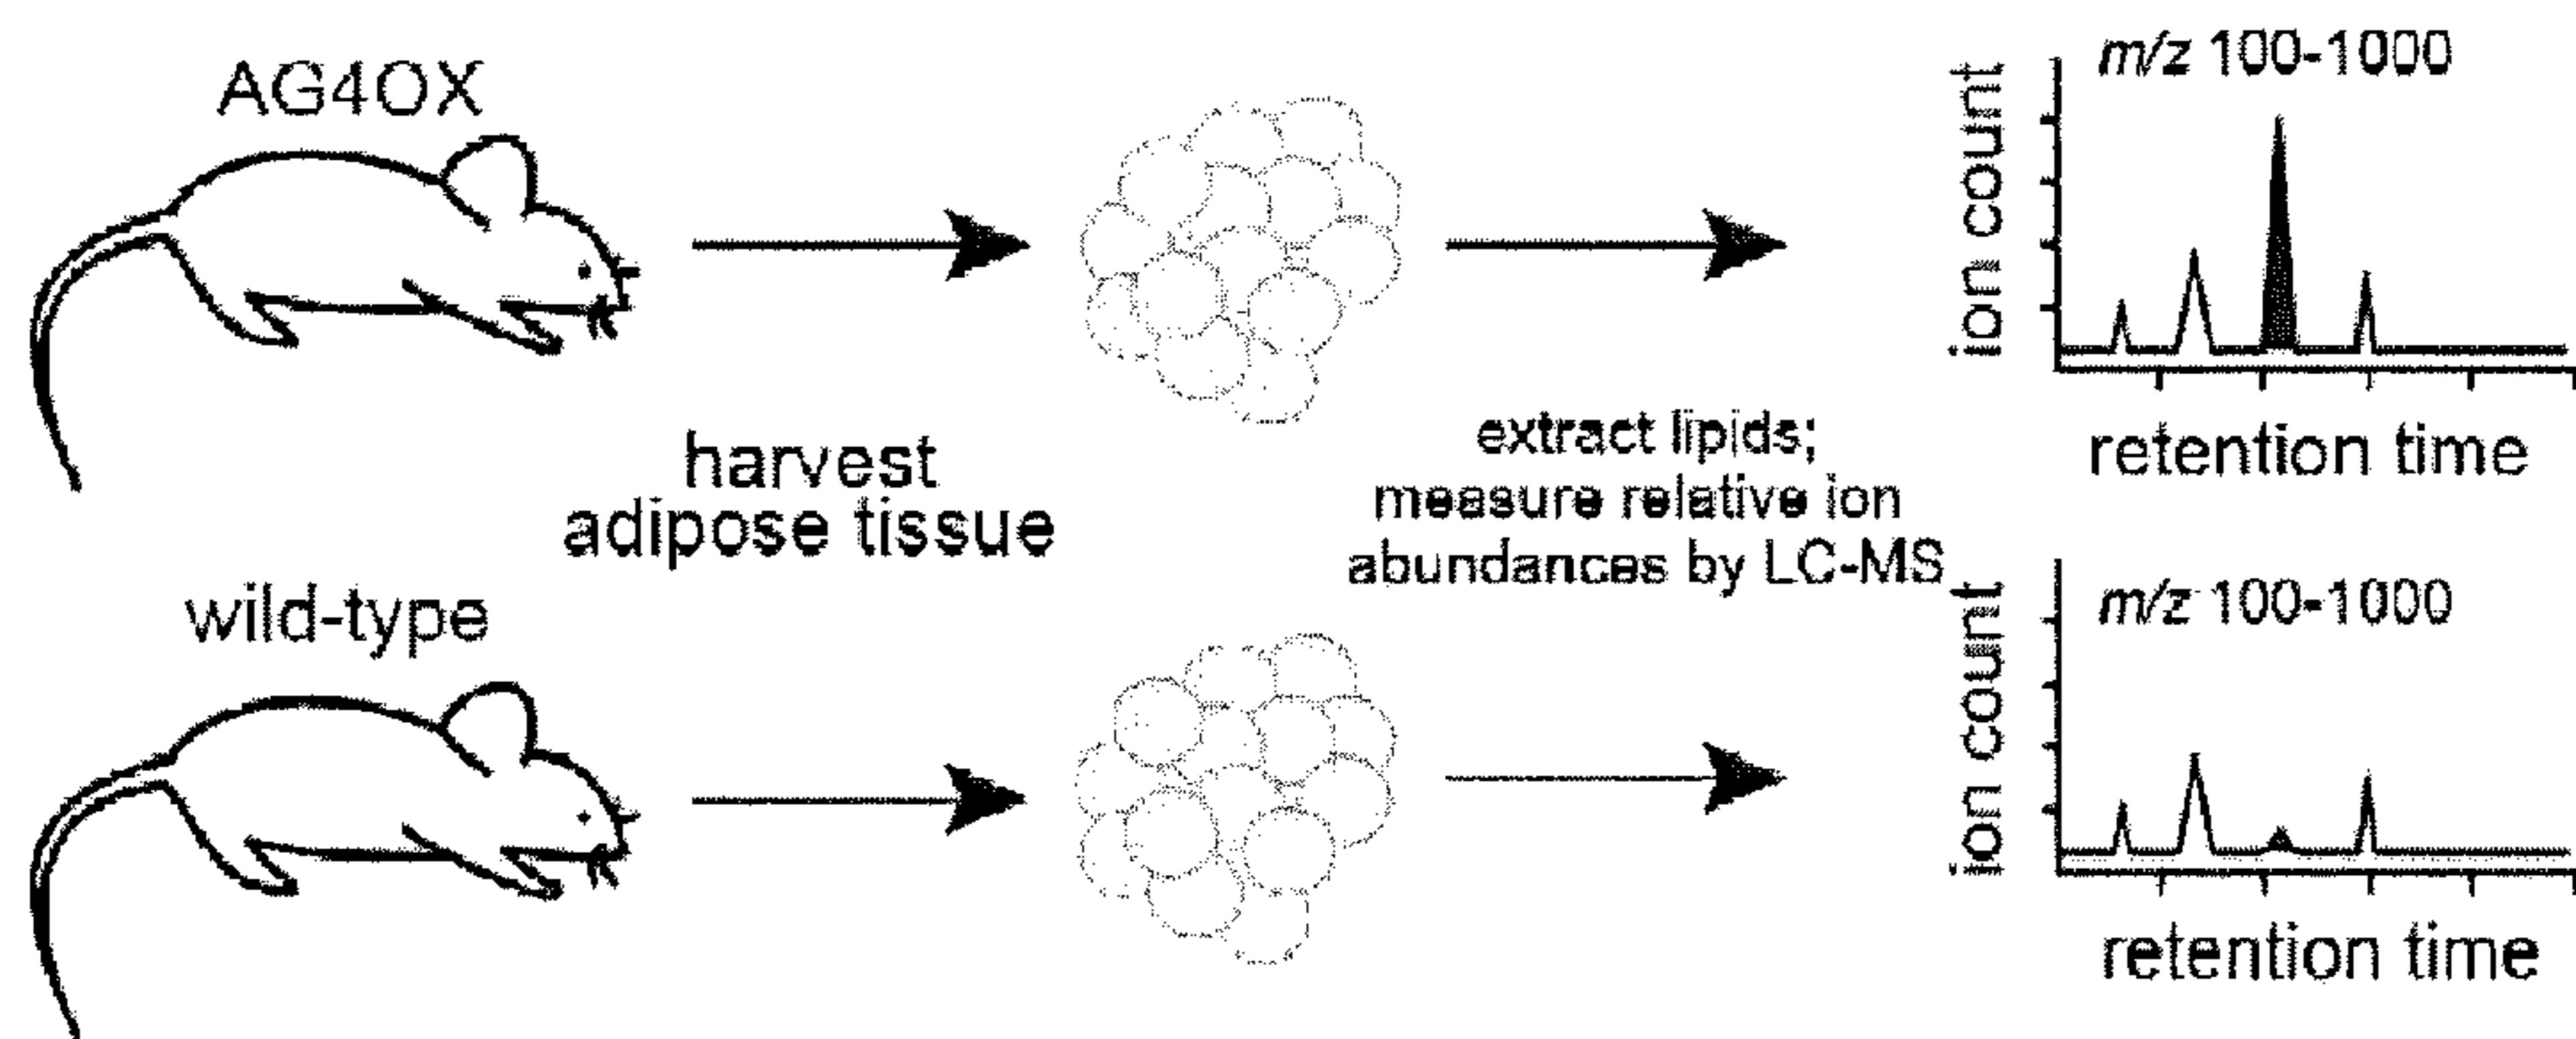 AG4OX
harvest
adipose tissue
wild-type
extract lipids;
measure relative ion
abundances by LC-MS
m/z 100-1000
ion count
retention time
m/z 100-1000
ion count
retention time